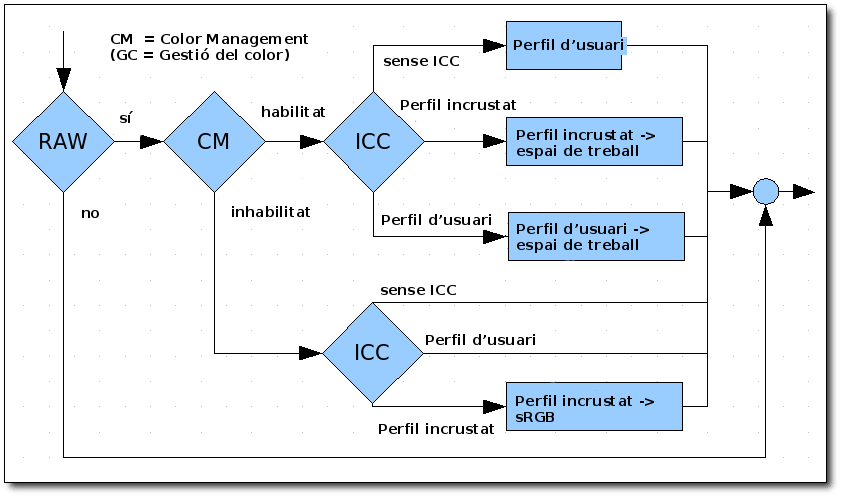 CM = Color Management
(GC = Gestió del color)
RAW
sí
no
CM
habilitat
inhabilitat
ICC
sense ICC
Perfil d’usuari
Perfil incrustat
Perfil incrustat ->
espai de treball
Perfil d’usuari
Perfil d’usuari ->
espai de treball
ICC
sense ICC
Perfil d’usuari
Perfil incrustat
Perfil incrustat ->
sRGB